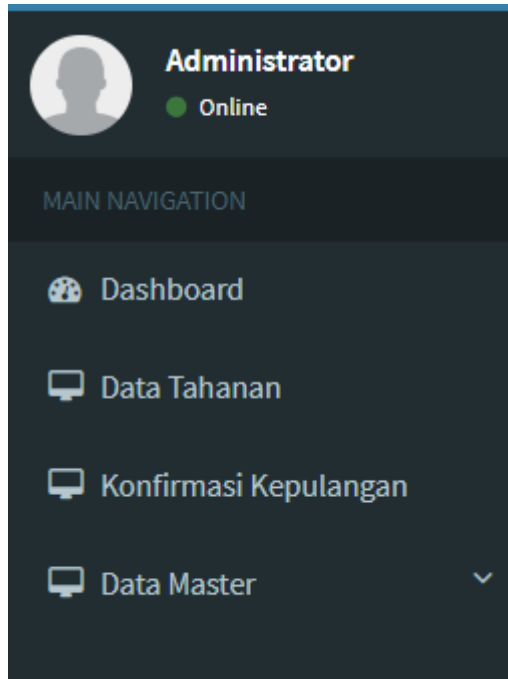 Administrator
Online
MAIN NAVIGATION
Dashboard
Data Tahanan
Konfirmasi Kepulangan
Data Master